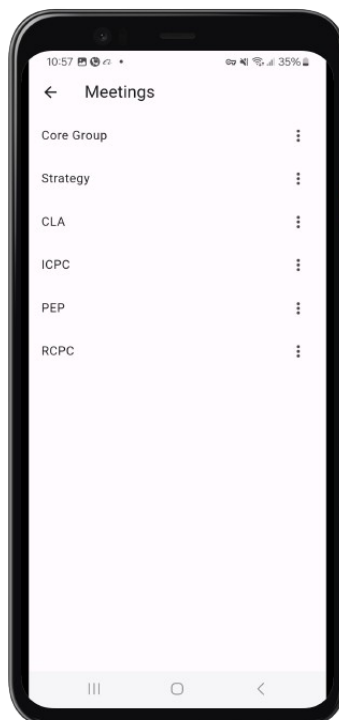 10:57 35%
Meetings
Core Group
Strategy
CLA
ICPC
PEP
RCPC